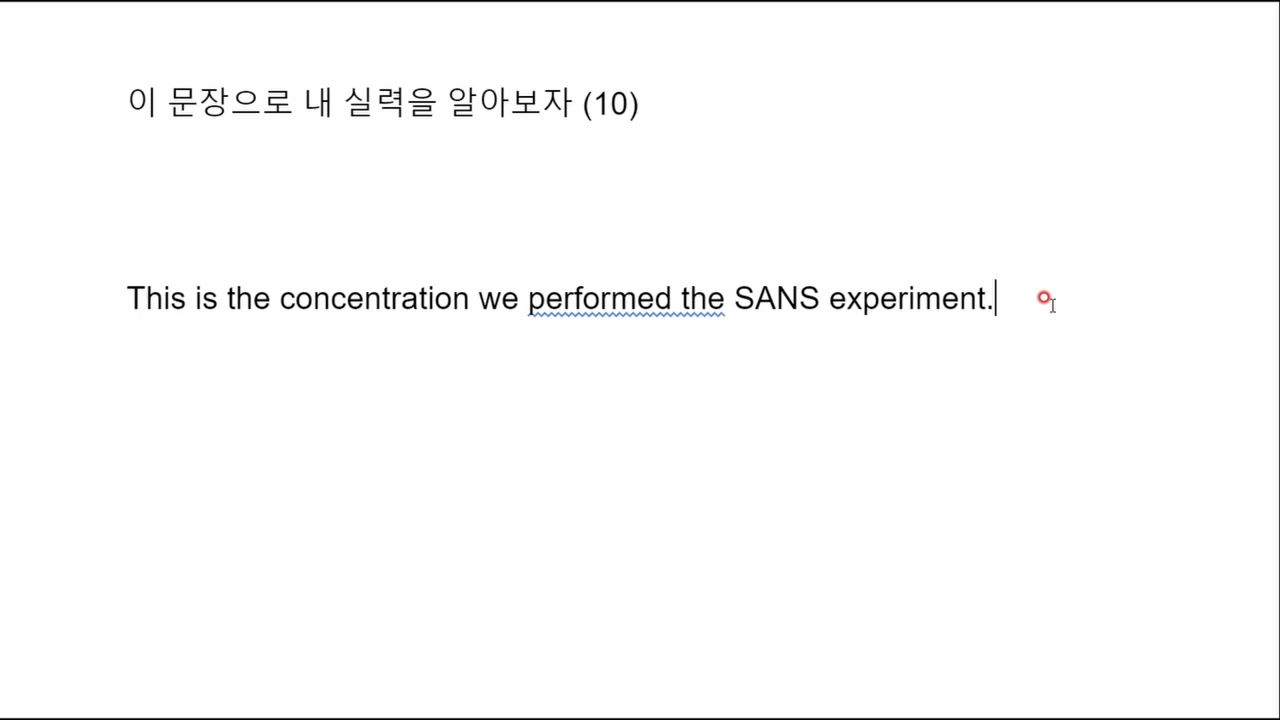 이 문장으로 내 실력을 알아보자 (10)
This is the concentration we performed the SANS experiment.